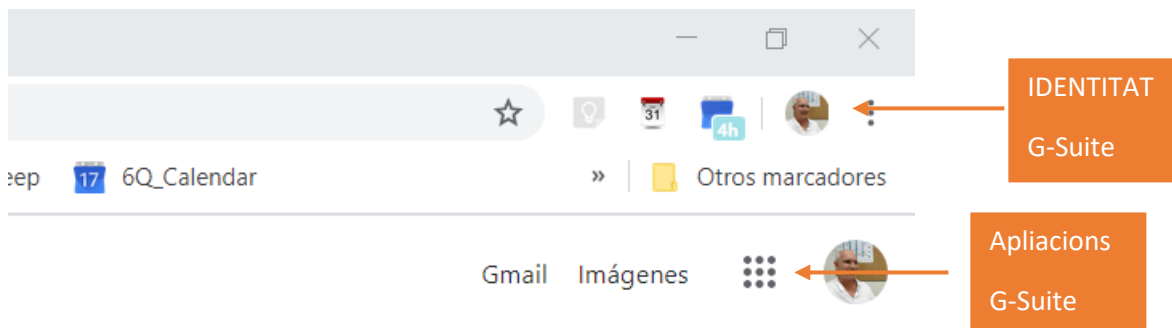 IDENTITAT
G-Suite
31
4h
eep
17
6Q_Calendar
»
Otros marcadores
Apliacions
G-Suite
Gmail
Imágenes